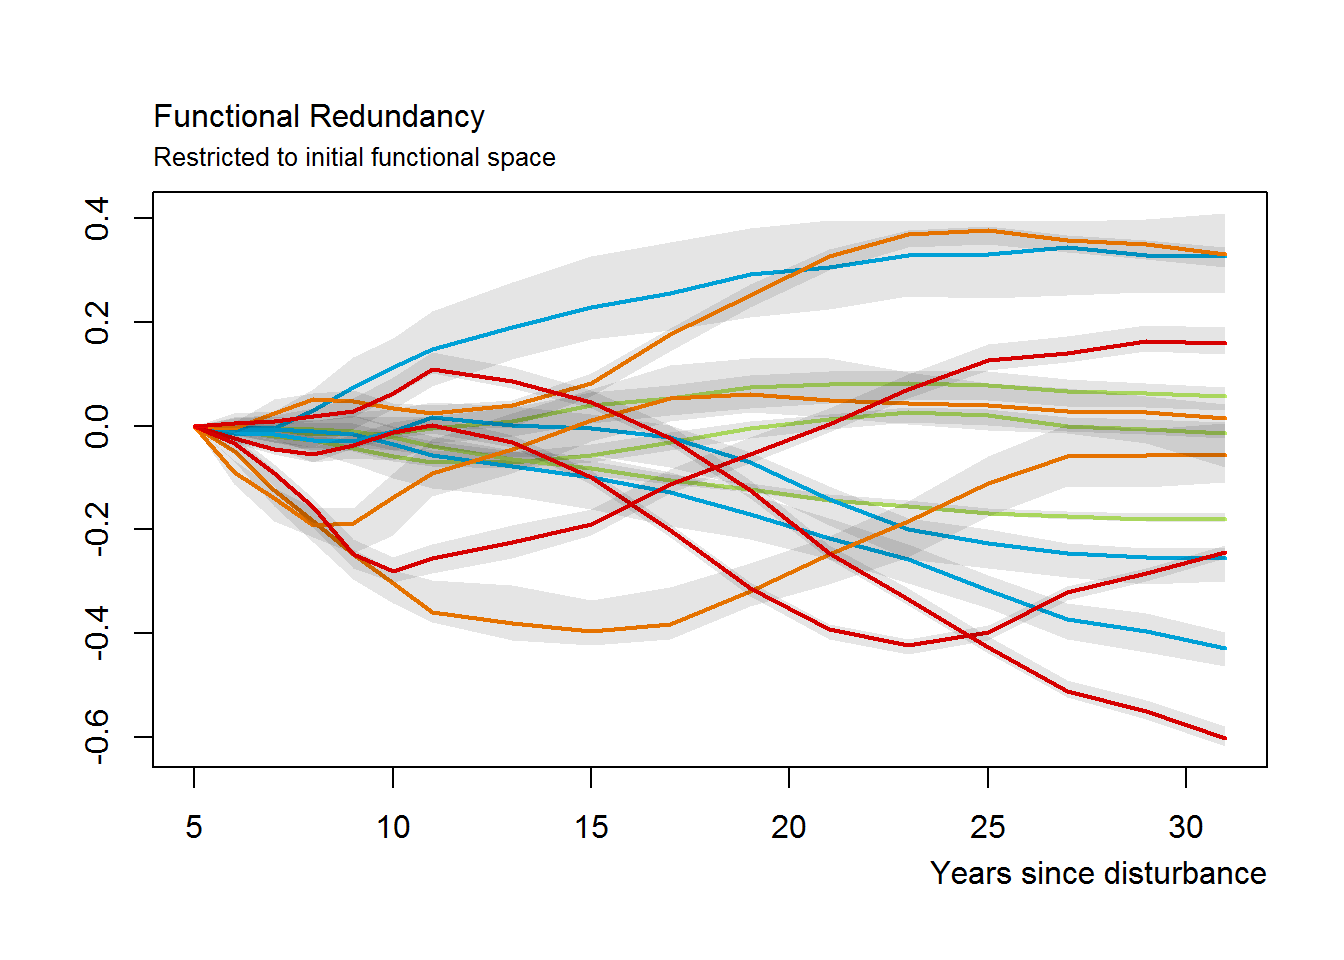 Functional Redundancy
Restricted to initial functional space
0.4
0.2
0.0
-0.2
-0.4
-0.6
5 10 15 20 25 30
Years since disturbance